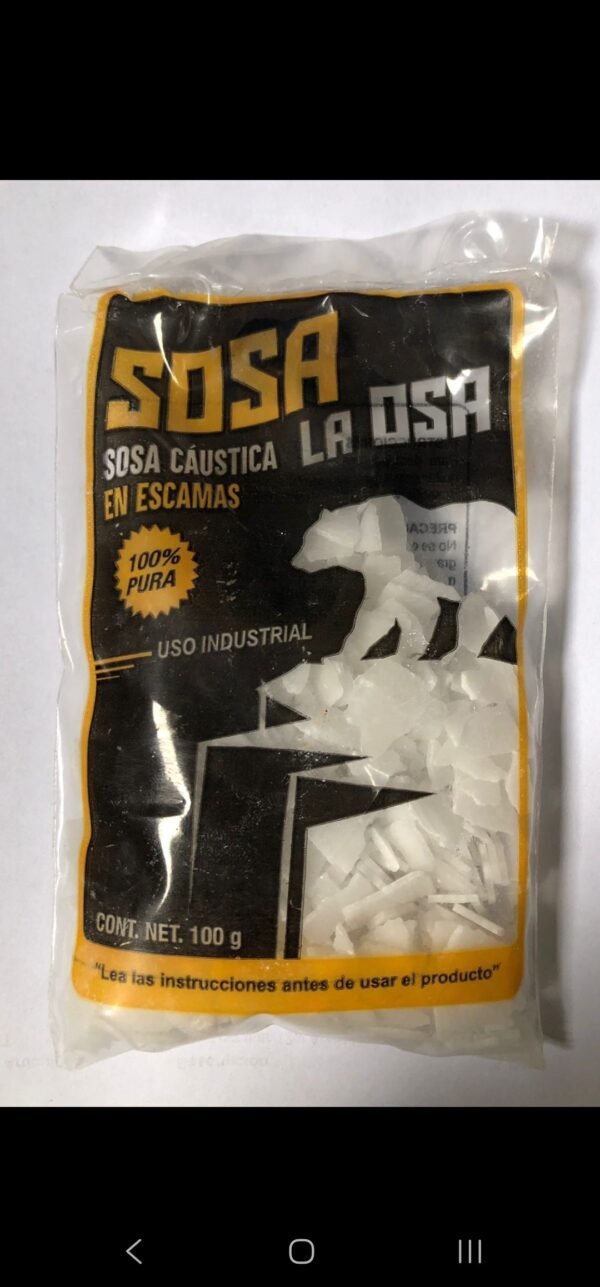 SOSA
LA OSA
SOSA CÁUSTICA
EN ESCAMAS
100%
PURA
USO INDUSTRIAL
CONT. NET. 100 g
"Lea las instrucciones antes de usar el producto"